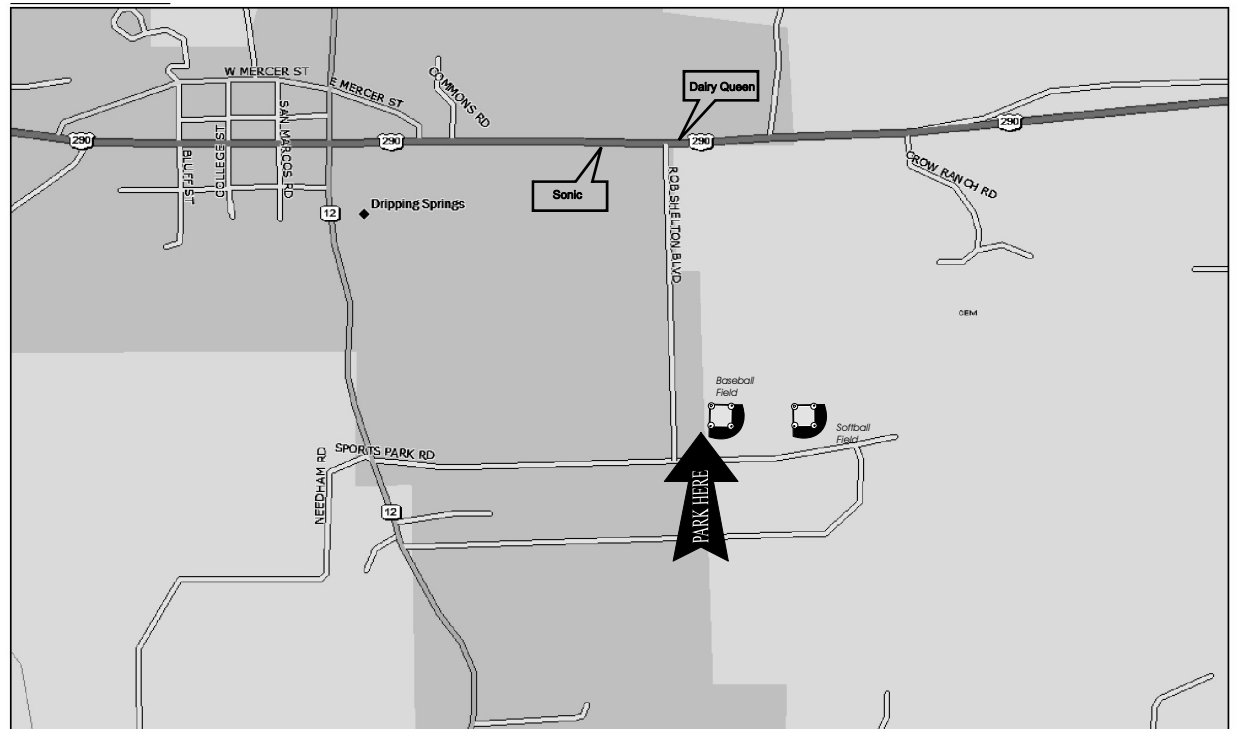 W MERCER ST
E MERCER ST
COMMONS RD
Dairy Queen
290
290
290
290
CROW RANCH RD
BLUFF ST
COLLEGE ST
SAN MARCOS RD
Sonic
ROB SHELTON BLVD
12
Dripping Springs
CEM
Baseball
Field
Softball
Field
SPORTS PARK RD
NEEDHAM RD
12
PARK HERE